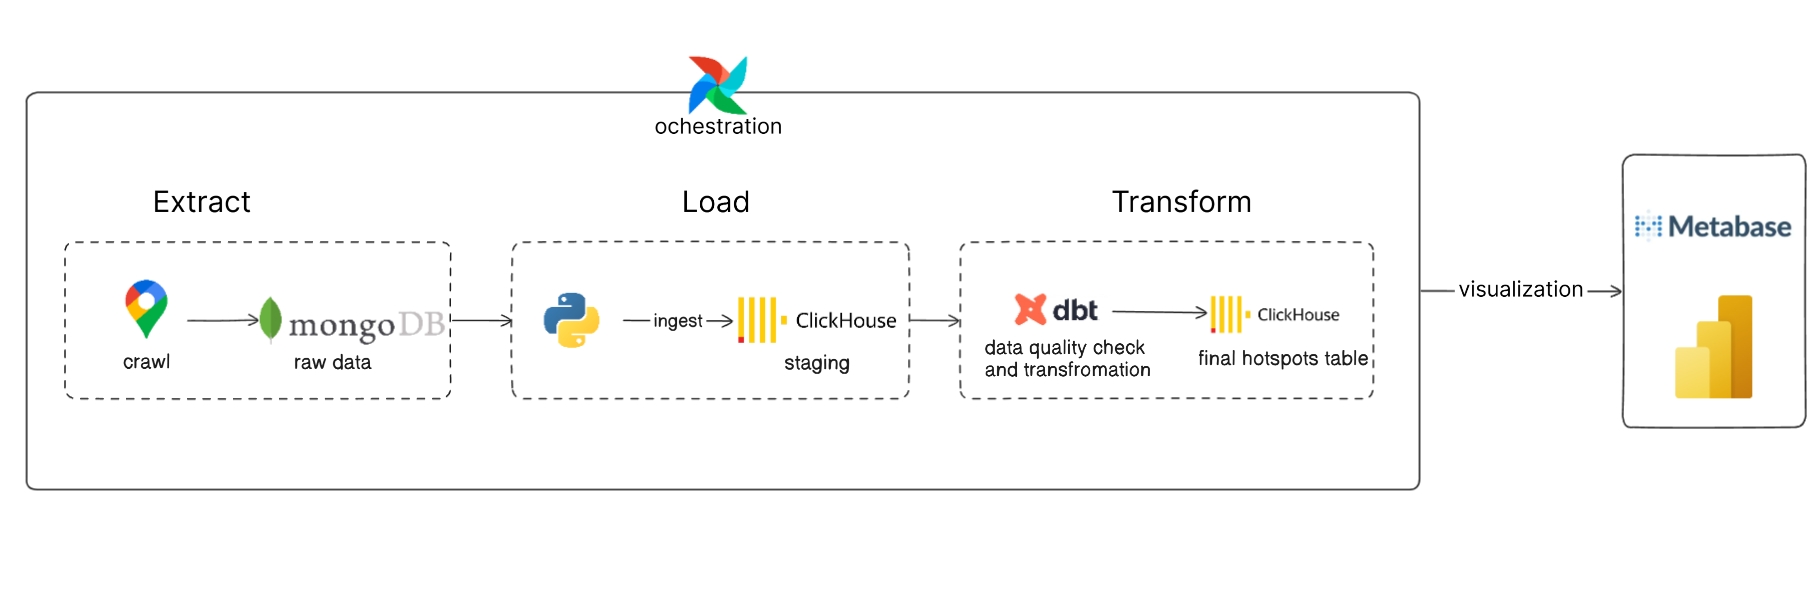 ochestration
Extract
Load
Transform
crawl
mongoDB
raw data
ingest
ClickHouse
staging
dbt
data quality check
and transfromation
ClickHouse
final hotspots table
visualization
Metabase